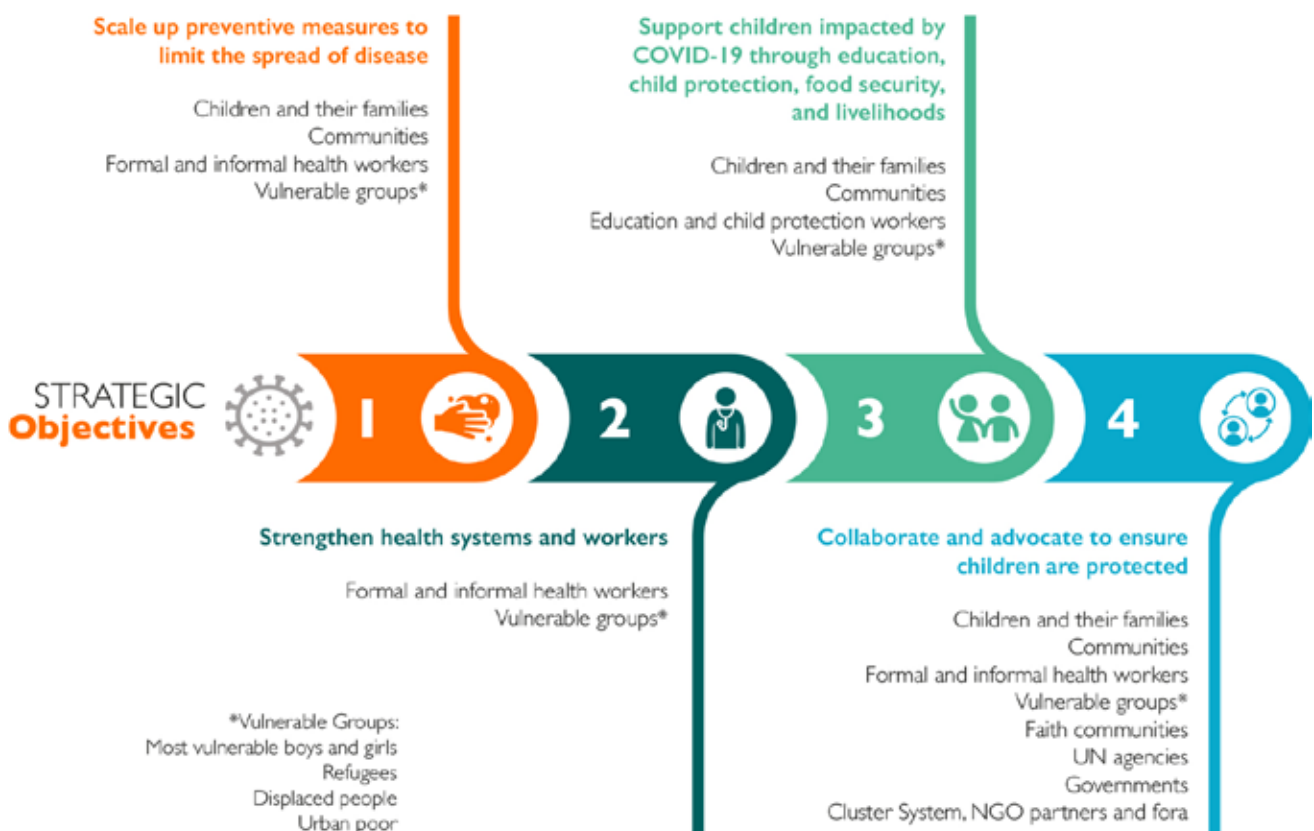 Scale up preventive measures to
limit the spread of disease
Children and their families
Communities
Formal and informal health workers
Vulnerable groups*
Support children impacted by
COVID-19 through education,
child protection, food security,
and livelihoods
Children and their families
Communities
Education and child protection workers
Vulnerable groups*
STRATEGIC
Objectives
1
2
3
4
Strengthen health systems and workers
Formal and informal health workers
Vulnerable groups*
*Vulnerable Groups:
Most vulnerable boys and girls
Refugees
Displaced people
Urban poor
Collaborate and advocate to ensure
children are protected
Children and their families
Communities
Formal and informal health workers
Vulnerable groups*
Faith communities
UN agencies
Governments
Cluster System, NGO partners and fora